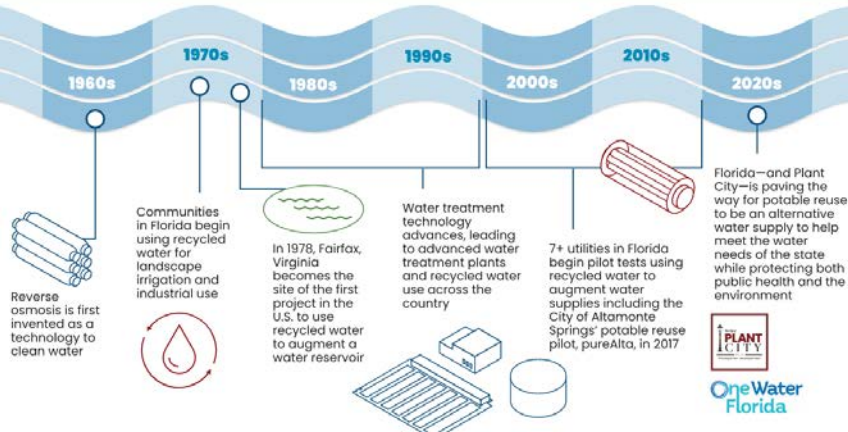 1960s
1970s
1980s
1990s
2000s
2010s
2020s
Reverse
osmosis is first
invented as a
technology to
clean water
Communities
in Florida begin
using recycled
water for
landscape
irrigation and
industrial use
In 1978, Fairfax,
Virginia
becomes the
site of the first
project in the
U.S. to use
recycled water
to augment a
water reservoir
Water treatment
technology
advances, leading
to advanced water
treatment plants
and recycled water
use across the
country
7+ utilities in Florida
begin pilot tests using
recycled water to
augment water
supplies including the
City of Altamonte
Springs' potable reuse
pilot, pureAlta, in 2017
Florida—and Plant
City—is paving the
way for potable reuse
to be an alternative
water supply to help
meet the water
needs of the state
while protecting both
public health and the
environment
PLANT
CITY
OneWater
Florida